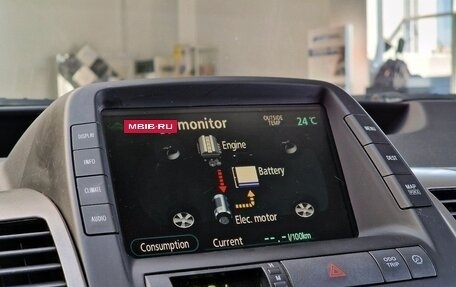 MBIB·RU
monitor
OUTSIDE TEMP 24°C
Engine
Battery
Elec. motor
Consumption
Current --.- l/100km
DISPLAY
INFO
CLIMATE
AUDIO
MENU
DEST
MAP
ODO TRIP